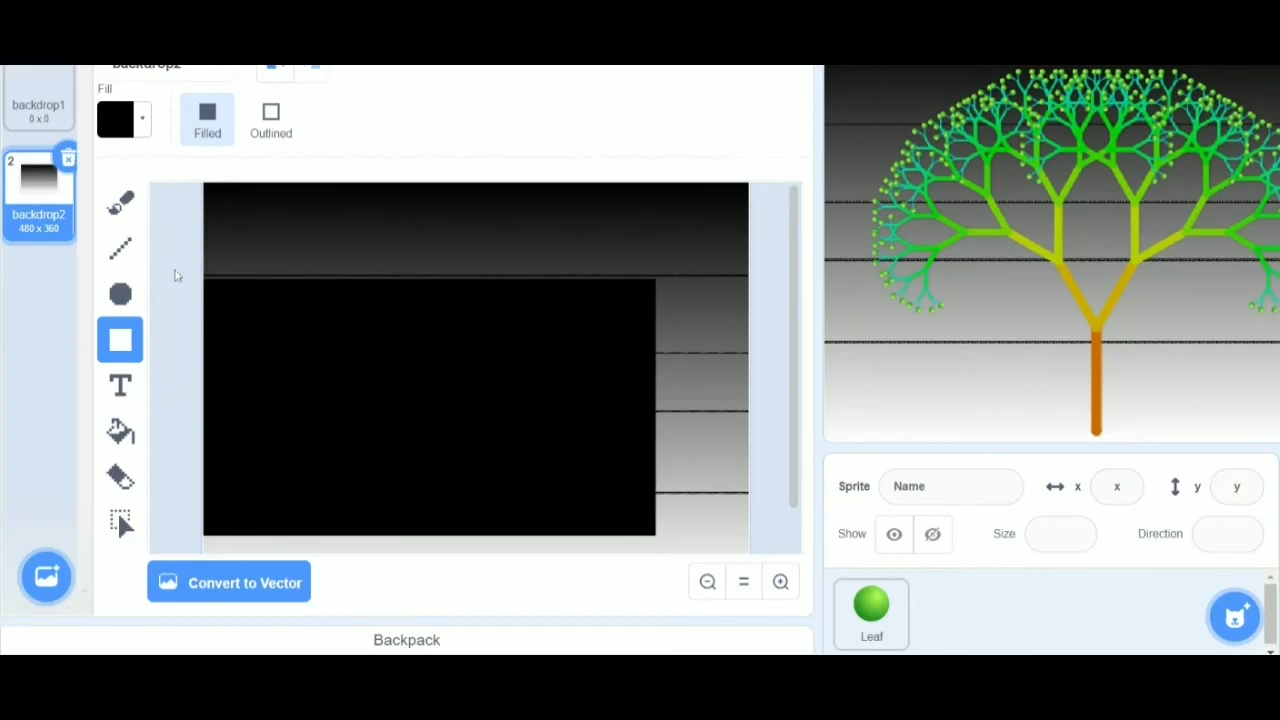 backdrop2
backdrop1
0 x 0
Fill
Filled
Outlined
2
backdrop2
480 x 360
T
Convert to Vector
Backpack
Sprite
Name
x
x
y
y
Show
Size
Direction
Leaf